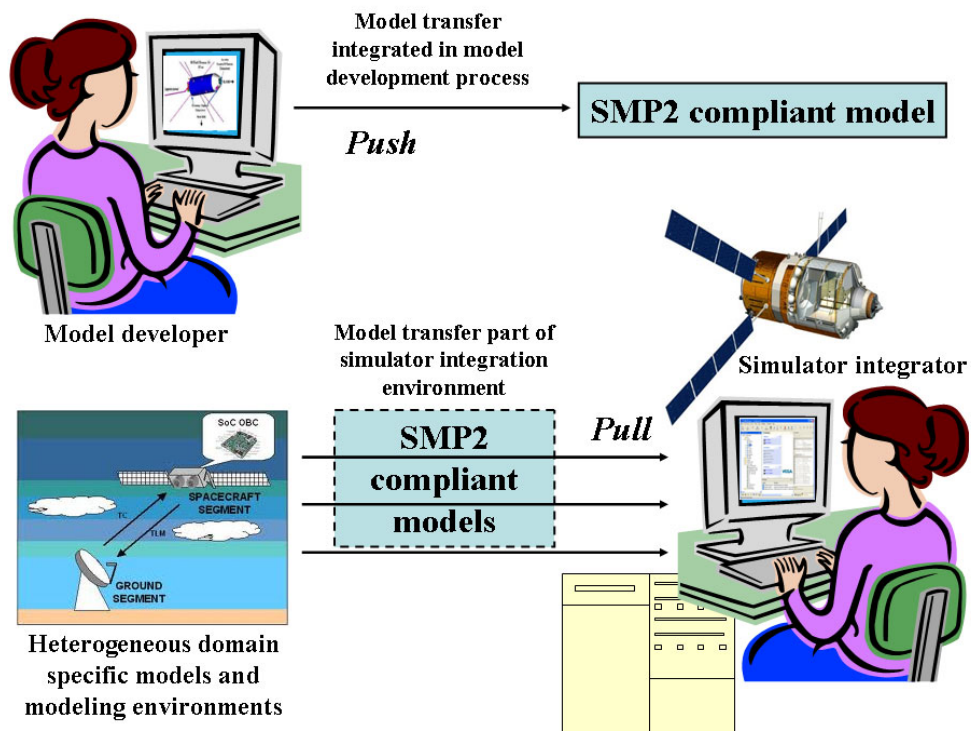 Model transfer
integrated in model
development process
Push
SMP2 compliant model
Model developer
Model transfer part of
simulator integration
environment
Simulator integrator
SMP2
compliant
models
Pull
SoC OBC
SPACECRAFT
SEGMENT
TC
TLM
GROUND
SEGMENT
Heterogeneous domain
specific models and
modeling environments